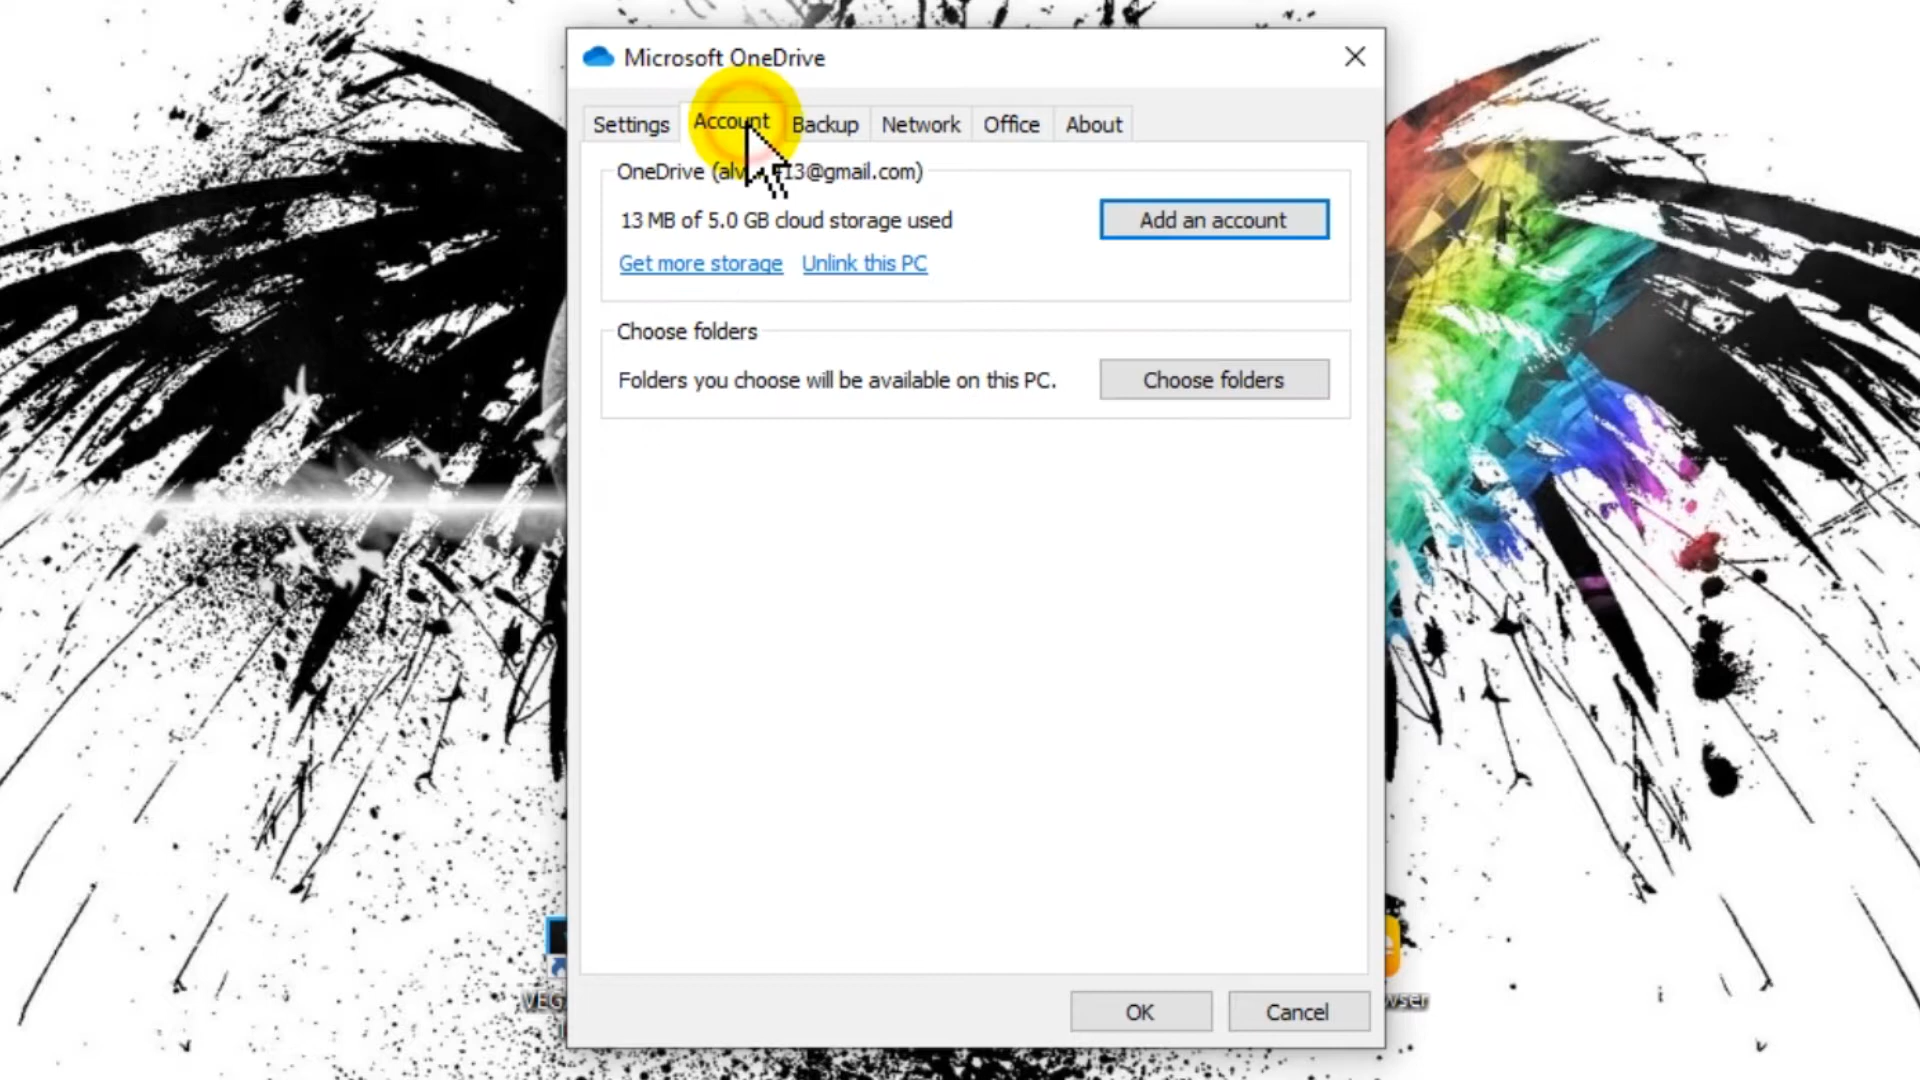 Microsoft OneDrive
Settings Account Backup Network Office About
OneDrive 13@gmail.com)
13 MB of 5.0 GB cloud storage used
Add an account
Get more storage Unlink this PC
Choose folders
Folders you choose will be available on this PC.
Choose folders
OK Cancel